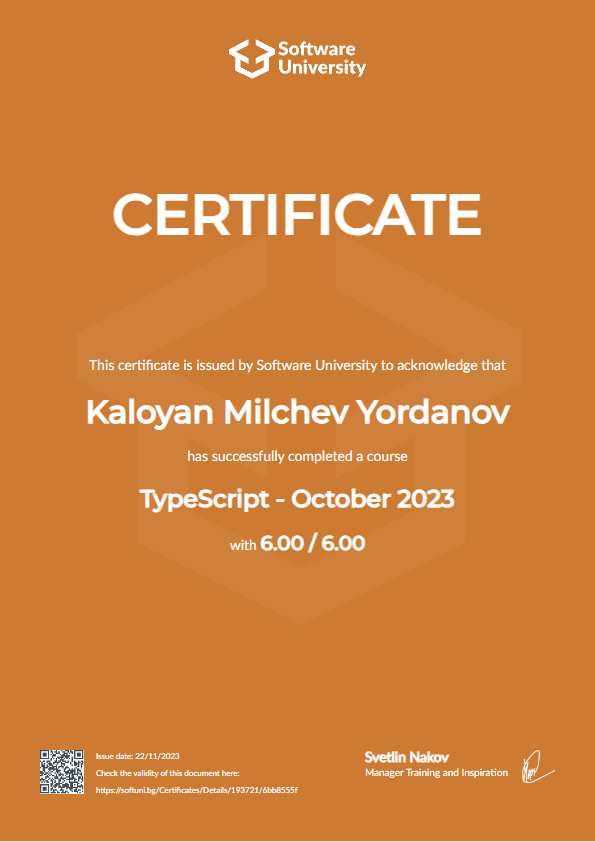 Software
University
CERTIFICATE
This certificate is issued by Software University to acknowledge that
Kaloyan Milchev Yordanov
has successfully completed a course
TypeScript - October 2023
with 6.00 / 6.00
Issue date: 22/11/2023
Check the validity of this document here:
https://softuni.bg/Certificates/Details/193721/6bb8555f
Svetlin Nakov
Manager Training and Inspiration